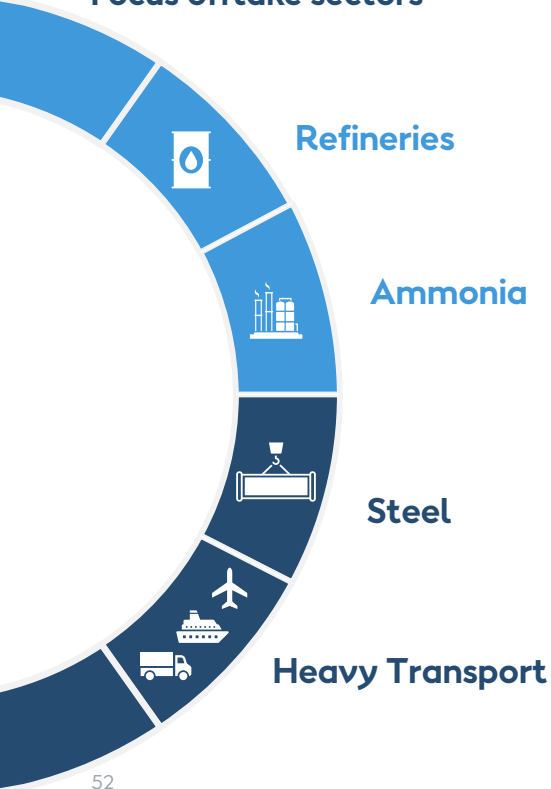 Focus offtake sectors
Refineries
Ammonia
Steel
Heavy Transport
52